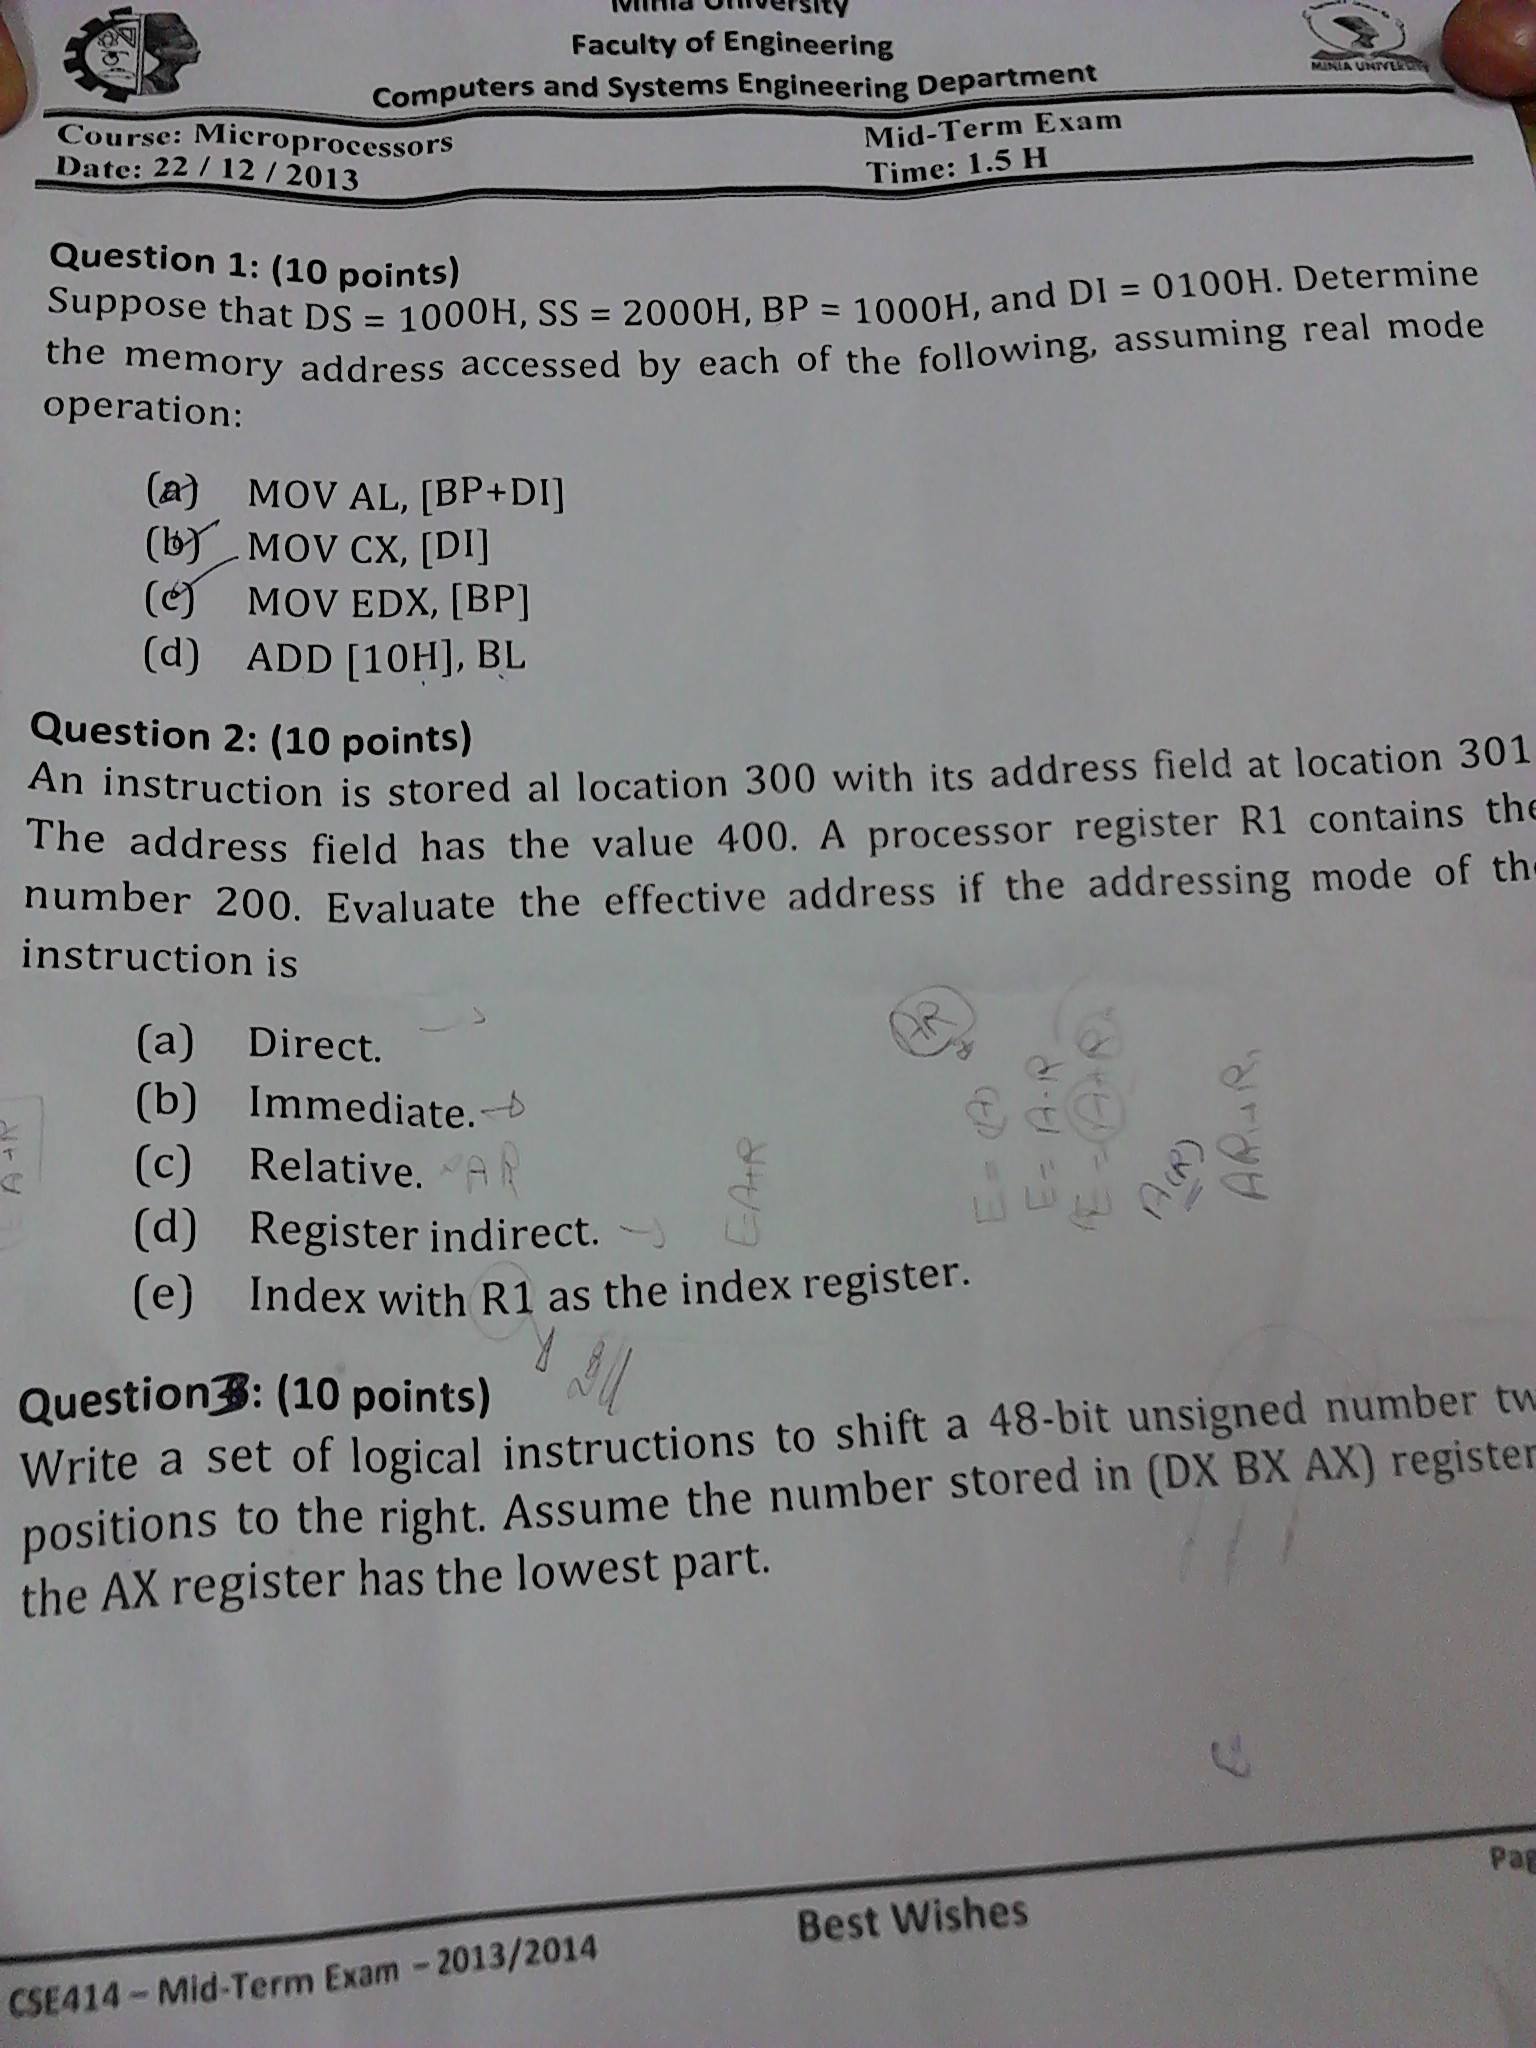 Minia University
Faculty of Engineering
Computers and Systems Engineering Department
MINIA UNIVERSITY
Course: Microprocessors
Mid-Term Exam
Date: 22 / 12 / 2013
Time: 1.5 H
Question 1: (10 points)
Suppose that DS = 1000H, SS = 2000H, BP = 1000H, and DI = 0100H. Determine
the memory address accessed by each of the following, assuming real mode
operation:
(a) MOV AL, [BP+DI]
(b) MOV CX, [DI]
(c) MOV EDX, [BP]
(d) ADD [10H], BL
Question 2: (10 points)
An instruction is stored al location 300 with its address field at location 301
The address field has the value 400. A processor register R1 contains the
number 200. Evaluate the effective address if the addressing mode of the
instruction is
(a) Direct.
(b) Immediate.
(c) Relative. AR
(d) Register indirect.
(e) Index with R1 as the index register.
A+R
EA+R
E = (A)
E = A·R
E = A+R
A(R)
Question 3: (10 points)
Write a set of logical instructions to shift a 48-bit unsigned number tw
positions to the right. Assume the number stored in (DX BX AX) register
the AX register has the lowest part.
Pag
Best Wishes
CSE414 – Mid-Term Exam – 2013/2014